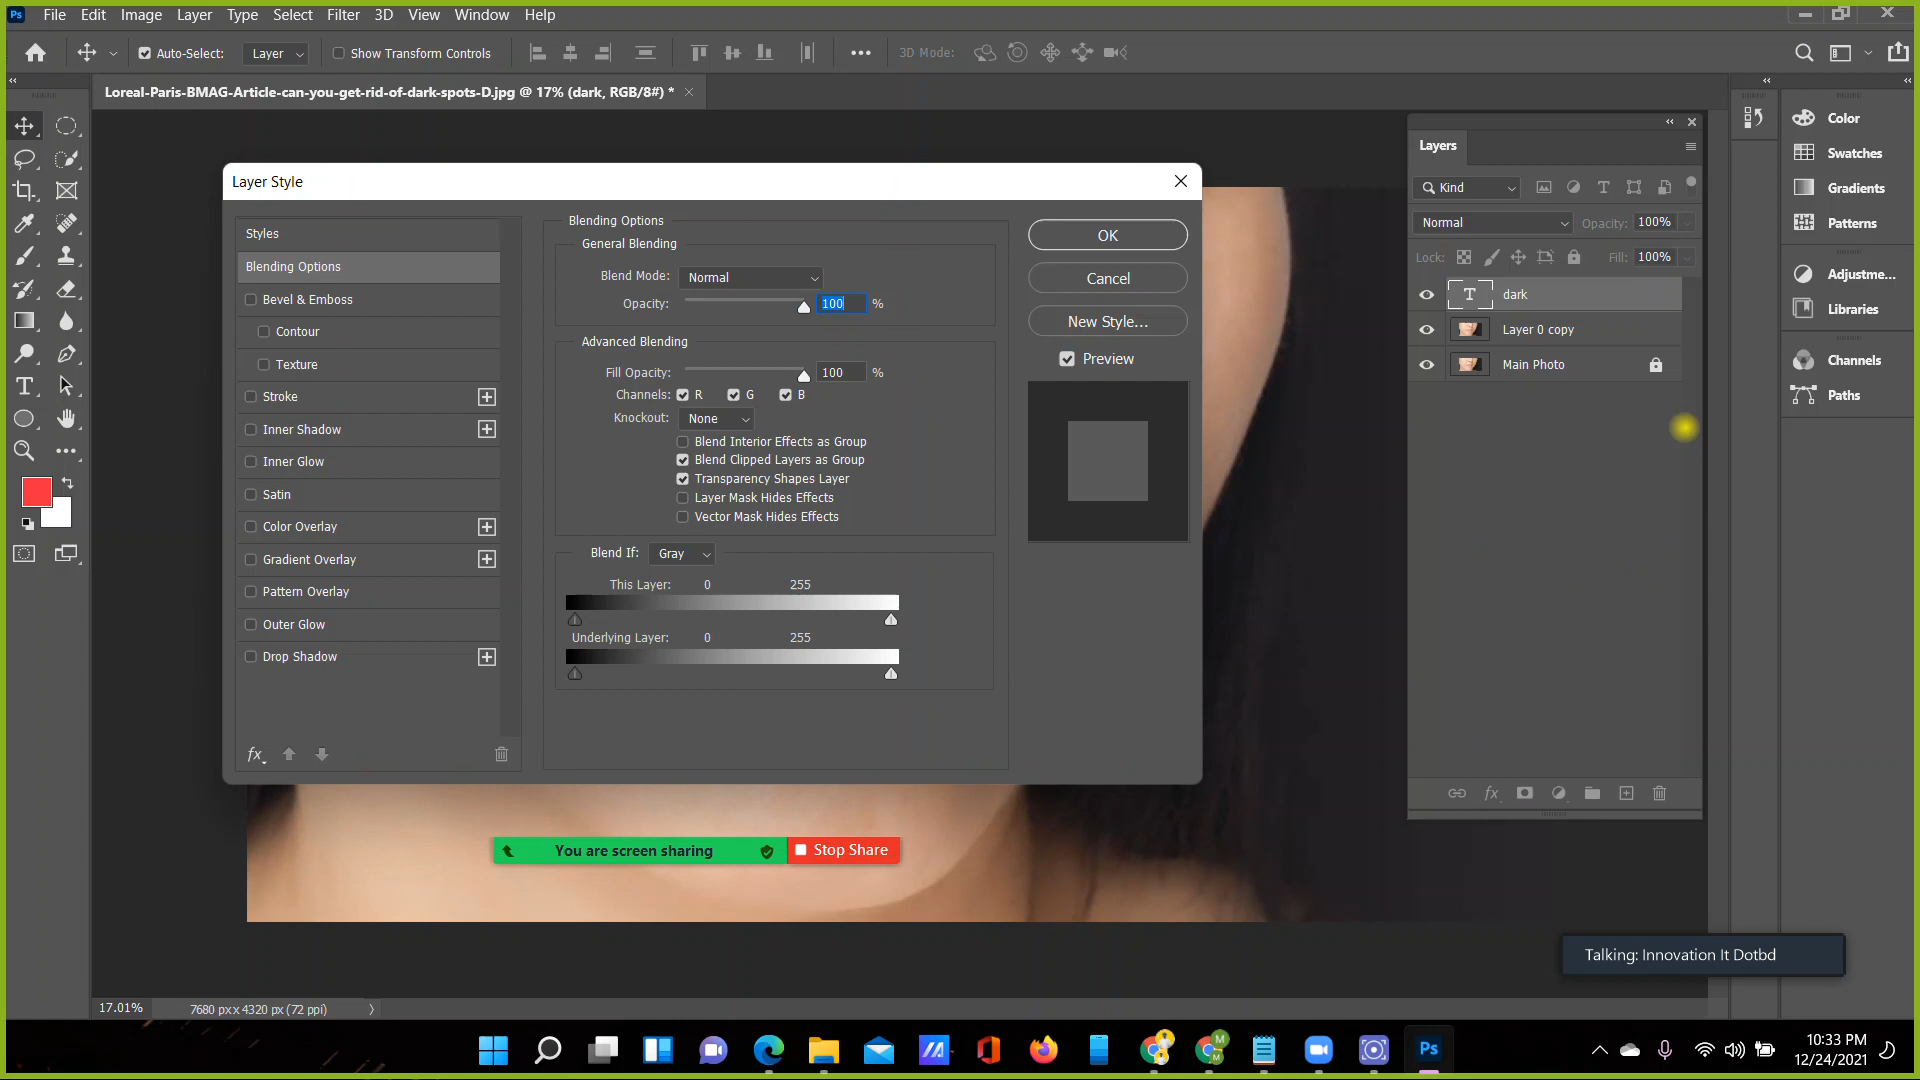 Ps File Edit Image Layer Type Select Filter 3D View Window Help
Auto-Select: Layer Show Transform Controls 3D Mode:
Loreal-Paris-BMAG-Article-can-you-get-rid-of-dark-spots-D.jpg @ 17% (dark, RGB/8#) *
Layer Style
Styles
Blending Options
Bevel & Emboss
Contour
Texture
Stroke
Inner Shadow
Inner Glow
Satin
Color Overlay
Gradient Overlay
Pattern Overlay
Outer Glow
Drop Shadow
fx
Blending Options
General Blending
Blend Mode: Normal
Opacity: 100 %
Advanced Blending
Fill Opacity: 100 %
Channels: R G B
Knockout: None
Blend Interior Effects as Group
Blend Clipped Layers as Group
Transparency Shapes Layer
Layer Mask Hides Effects
Vector Mask Hides Effects
Blend If: Gray
This Layer: 0 255
Underlying Layer: 0 255
OK
Cancel
New Style...
Preview
Layers
Kind
Normal Opacity: 100%
Lock: Fill: 100%
T dark
Layer 0 copy
Main Photo
fx
Color
Swatches
Gradients
Patterns
Adjustme...
Libraries
Channels
Paths
You are screen sharing Stop Share
Talking: Innovation It Dotbd
17.01% 7680 px x 4320 px (72 ppi)
Ps
10:33 PM
12/24/2021